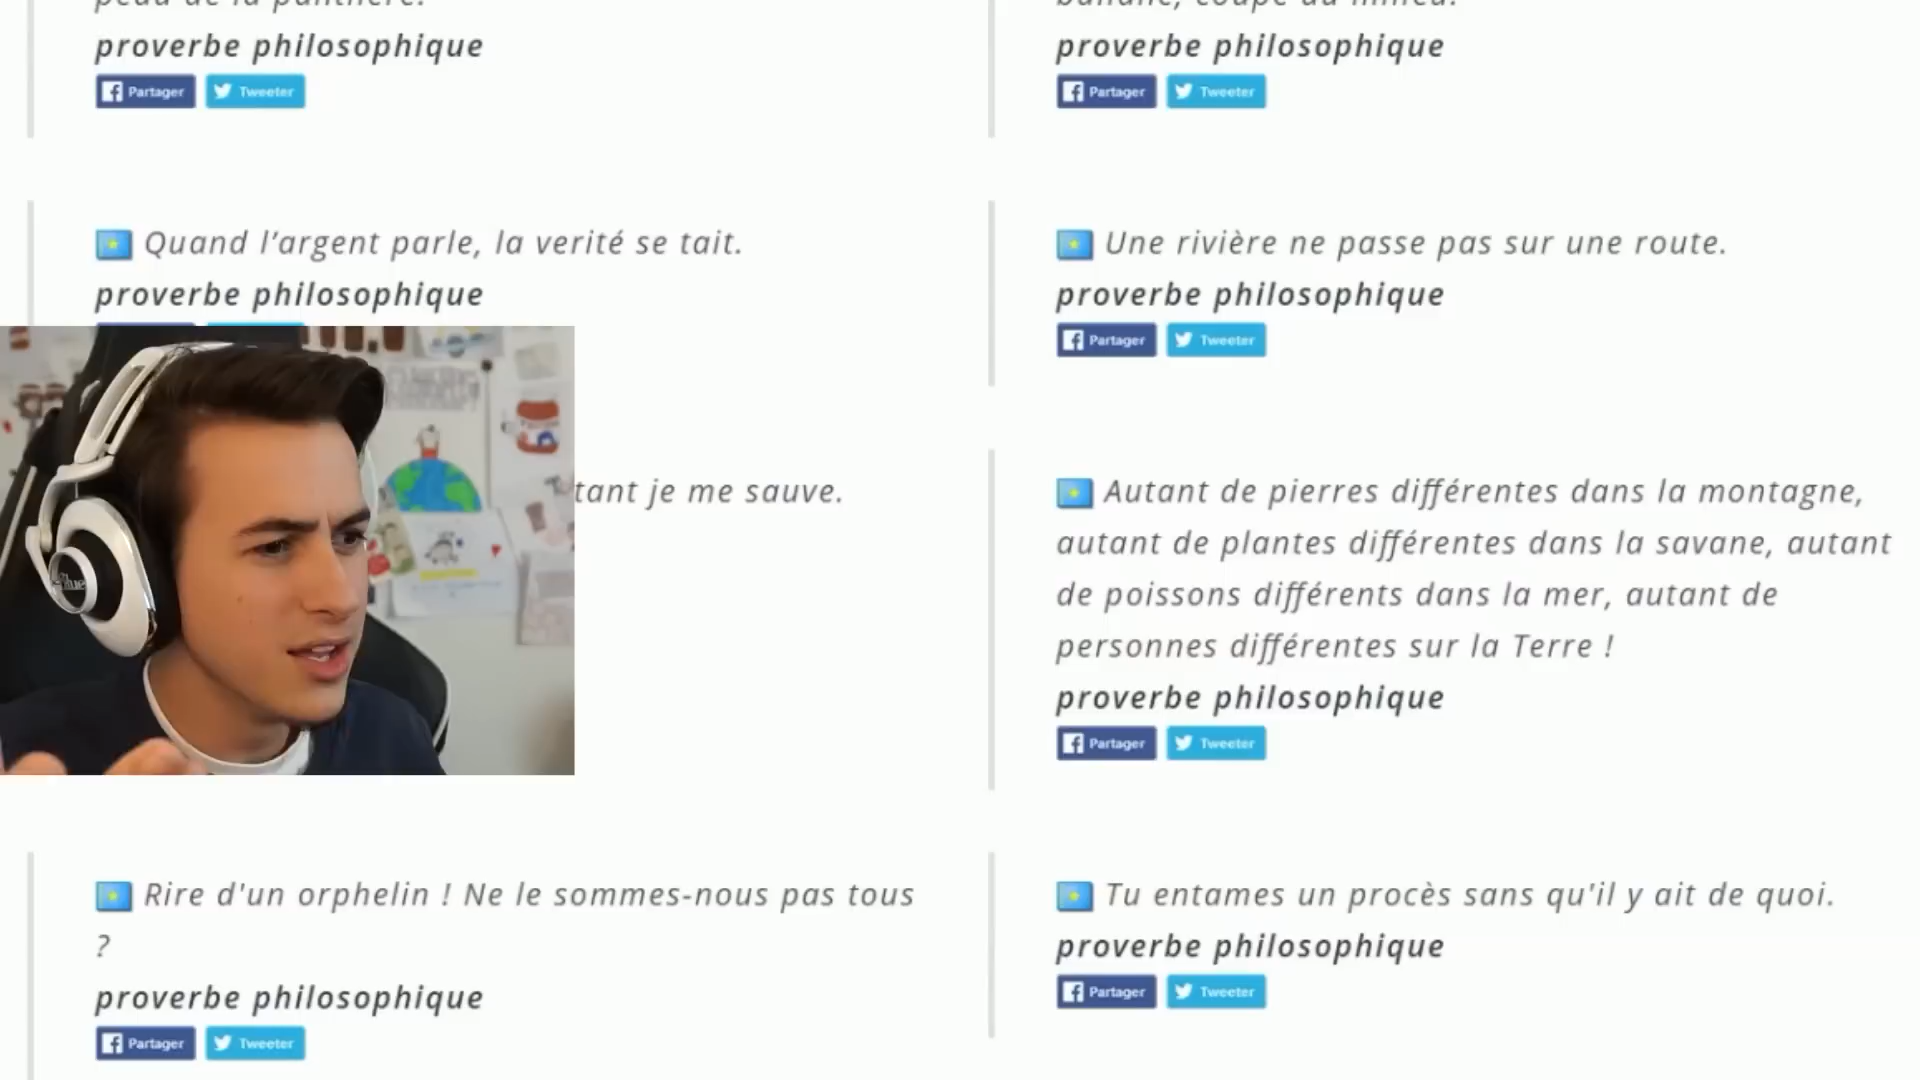 proverbe philosophique
Partager Tweeter
Quand l’argent parle, la verité se tait.
proverbe philosophique
tant je me sauve.
Rire d'un orphelin ! Ne le sommes-nous pas tous
?
proverbe philosophique
Partager Tweeter
proverbe philosophique
Partager Tweeter
Une rivière ne passe pas sur une route.
proverbe philosophique
Partager Tweeter
Autant de pierres différentes dans la montagne,
autant de plantes différentes dans la savane, autant
de poissons différents dans la mer, autant de
personnes différentes sur la Terre !
proverbe philosophique
Partager Tweeter
Tu entames un procès sans qu'il y ait de quoi.
proverbe philosophique
Partager Tweeter